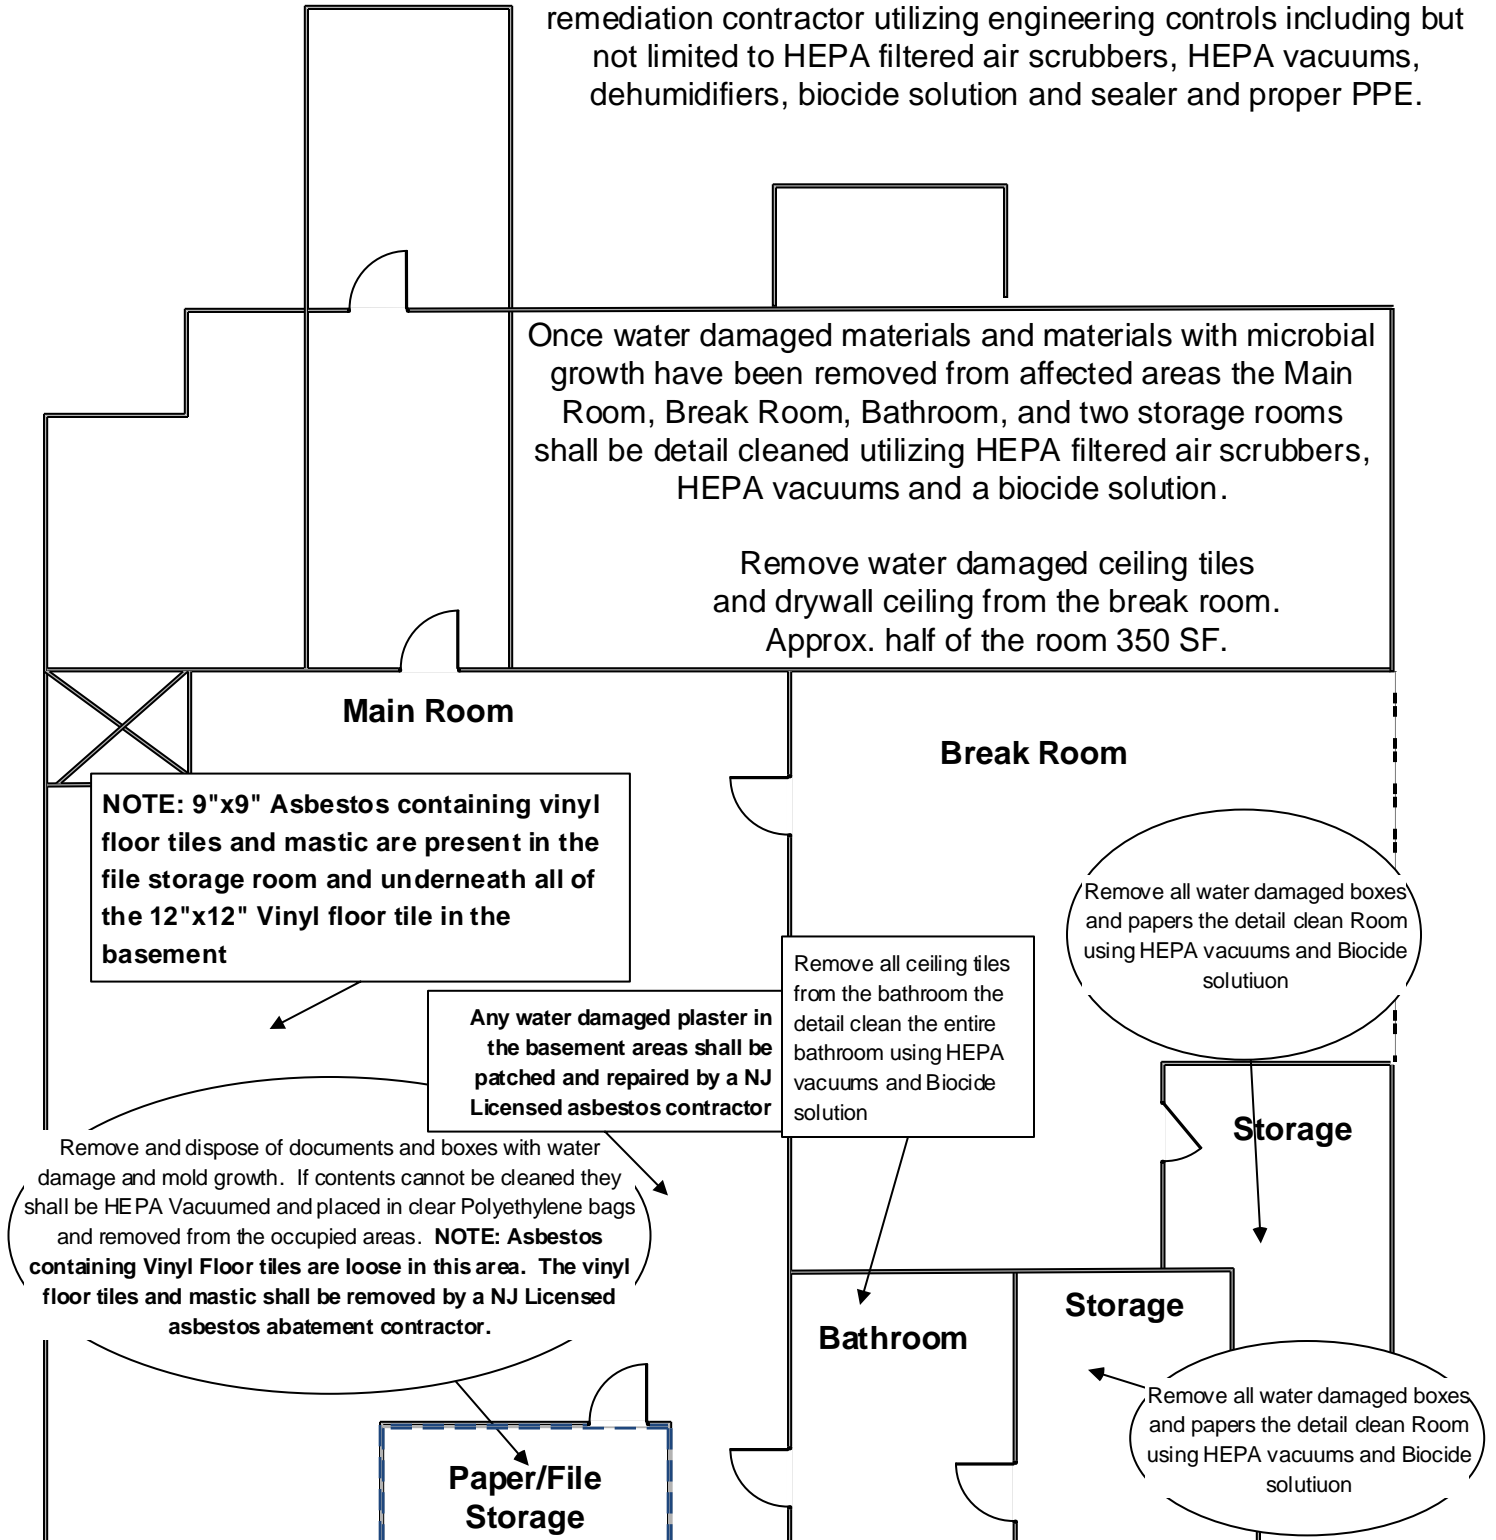 remediation contractor utilizing engineering controls including but
not limited to HEPA filtered air scrubbers, HEPA vacuums,
dehumidifiers, biocide solution and sealer and proper PPE.
Once water damaged materials and materials with microbial
growth have been removed from affected areas the Main
Room, Break Room, Bathroom, and two storage rooms
shall be detail cleaned utilizing HEPA filtered air scrubbers,
HEPA vacuums and a biocide solution.
Remove water damaged ceiling tiles
and drywall ceiling from the break room.
Approx. half of the room 350 SF.
Main Room
Break Room
NOTE: 9"x9" Asbestos containing vinyl
floor tiles and mastic are present in the
file storage room and underneath all of
the 12"x12" Vinyl floor tile in the
basement
Remove all water damaged boxes
and papers the detail clean Room
using HEPA vacuums and Biocide
solutiuon
Remove all ceiling tiles
from the bathroom the
detail clean the entire
bathroom using HEPA
vacuums and Biocide
solution
Any water damaged plaster in
the basement areas shall be
patched and repaired by a NJ
Licensed asbestos contractor
Storage
Remove and dispose of documents and boxes with water
damage and mold growth.  If contents cannot be cleaned they
shall be HEPA Vacuumed and placed in clear Polyethylene bags
and removed from the occupied areas.  NOTE: Asbestos
containing Vinyl Floor tiles are loose in this area.  The vinyl
floor tiles and mastic shall be removed by a NJ Licensed
asbestos abatement contractor.
Storage
Bathroom
Remove all water damaged boxes
and papers the detail clean Room
using HEPA vacuums and Biocide
solutiuon
Paper/File
Storage